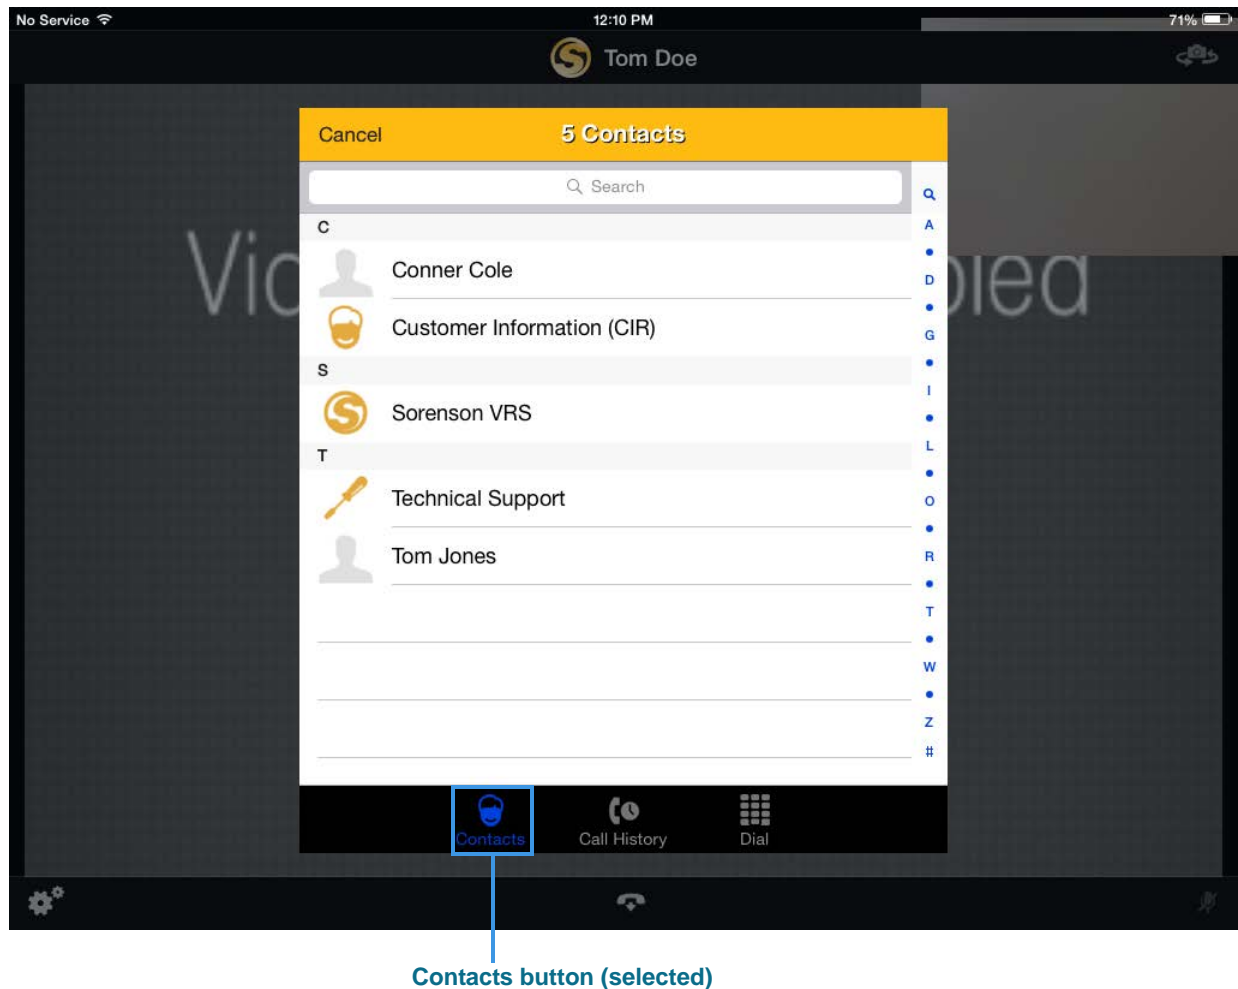 No Service 12:10 PM 71%
Tom Doe
Cancel 5 Contacts
Search
C
A
Conner Cole
D
Customer Information (CIR)
G
S
I
Sorenson VRS
L
T
Technical Support
O
Tom Jones
R
T
W
Z
#
Contacts Call History Dial
Contacts button (selected)